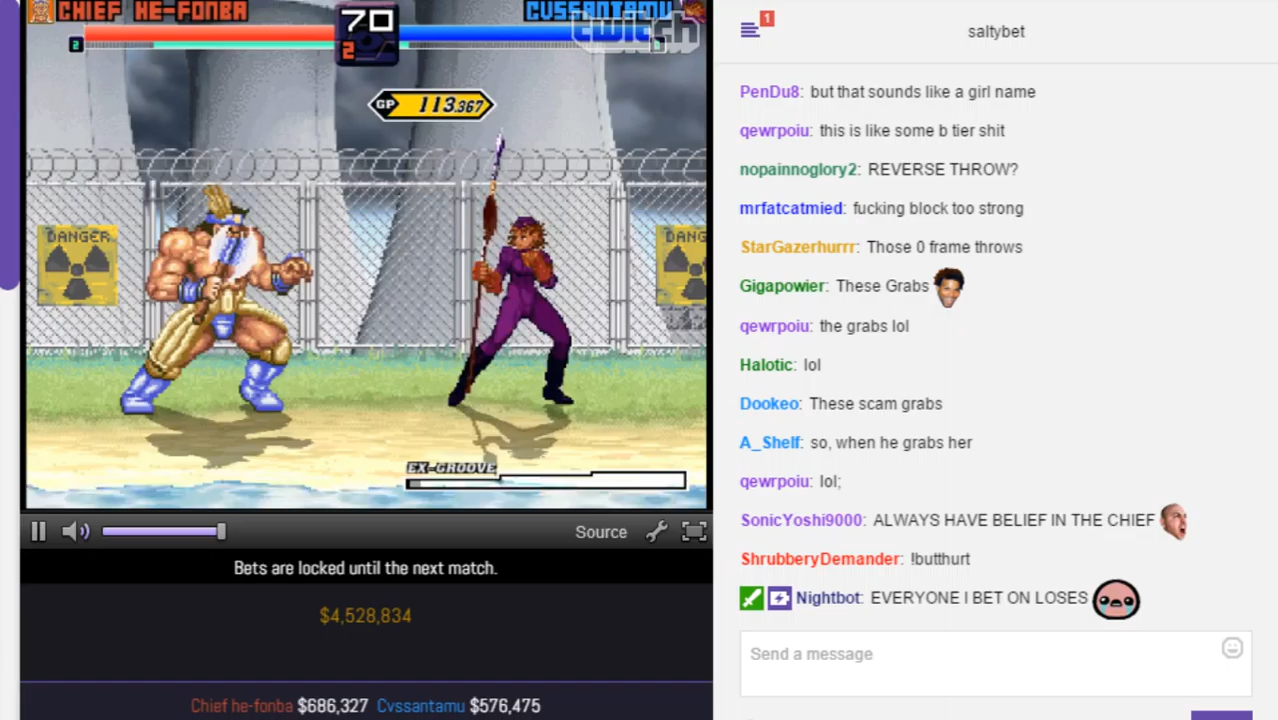 CHIEF HE-FONBA
70
CVSSANTAMU
twitch
2
2
GP 113.367
DANGER
DANG
EX-GROOVE
Source
Bets are locked until the next match.
$4,528,834
Chief he-fonba $686,327 Cvssantamu $576,475
1
saltybet
PenDu8: but that sounds like a girl name
qewrpoiu: this is like some b tier shit
nopainnoglory2: REVERSE THROW?
mrfatcatmied: fucking block too strong
StarGazerhurrr: Those 0 frame throws
Gigapowier: These Grabs
qewrpoiu: the grabs lol
Halotic: lol
Dookeo: These scam grabs
A_Shelf: so, when he grabs her
qewrpoiu: lol;
SonicYoshi9000: ALWAYS HAVE BELIEF IN THE CHIEF
ShrubberyDemander: !butthurt
Nightbot: EVERYONE I BET ON LOSES
Send a message